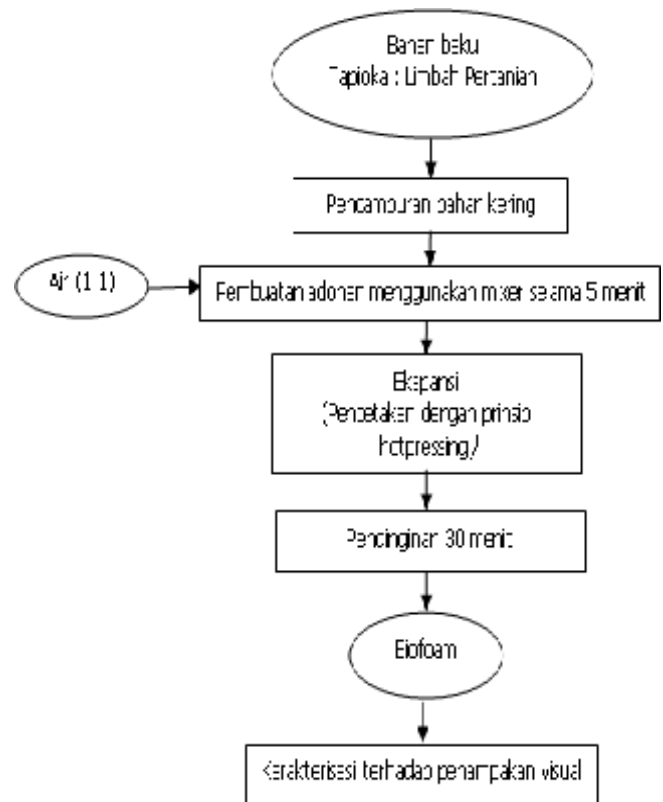 Bahan baku
Tapioka : Limbah Pertanian
Pencampuran bahan kering
Air (1:1)
Pembuatan adonan menggunakan mixer selama 5 menit
Ekspansi
(Pencetakan dengan prinsip
hotpressing)
Pendinginan 30 menit
Biofoam
Karakterisasi terhadap penampakan visual